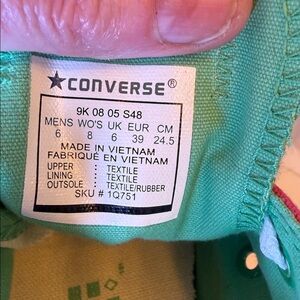 ★CONVERSE®
9K 08 05 S48
MENS WO'S UK EUR CM
6 8 6 39 24.5
MADE IN VIETNAM
FABRIQUÉ EN VIETNAM
UPPER : TEXTILE
LINING : TEXTILE
OUTSOLE : TEXTILE/RUBBER
SKU # 1Q751